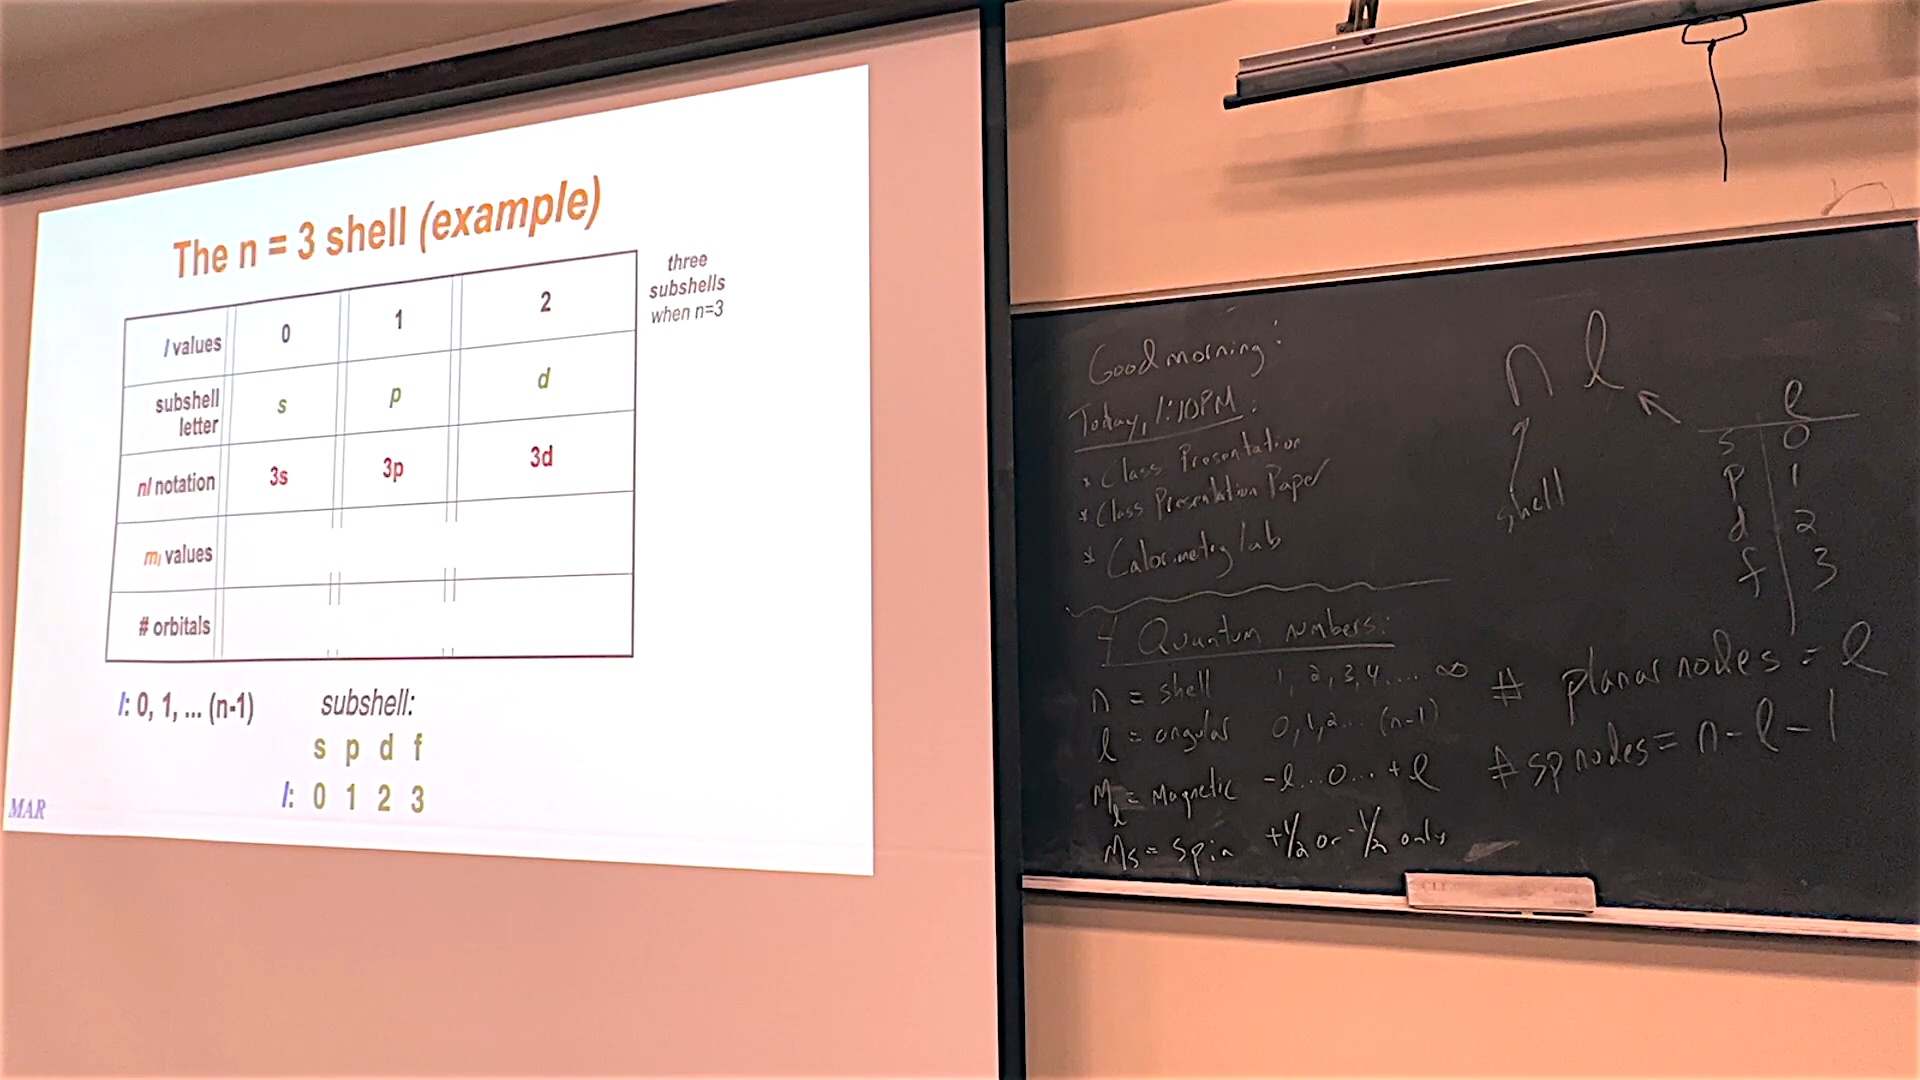 The n = 3 shell (example)
l values 0 1 2
three
subshells
when n=3
subshell
letter s p d
nl notation 3s 3p 3d
ml values
# orbitals
l: 0, 1, ... (n-1)
subshell:
s p d f
l: 0 1 2 3
MAR
Good morning!
Today, 1:10PM:
* Class Presentation
* Class Presentation Paper
* Calorimetry lab
4 Quantum numbers:
n = shell 1, 2, 3, 4, ... ∞
l = angular 0, 1, 2 ... (n-1)
Ml = Magnetic -l ... 0 ... +l
Ms = spin +1/2 or -1/2 only
n l
shell
l
s 0
p 1
d 2
f 3
# planar nodes = l
# sp nodes = n-l-1